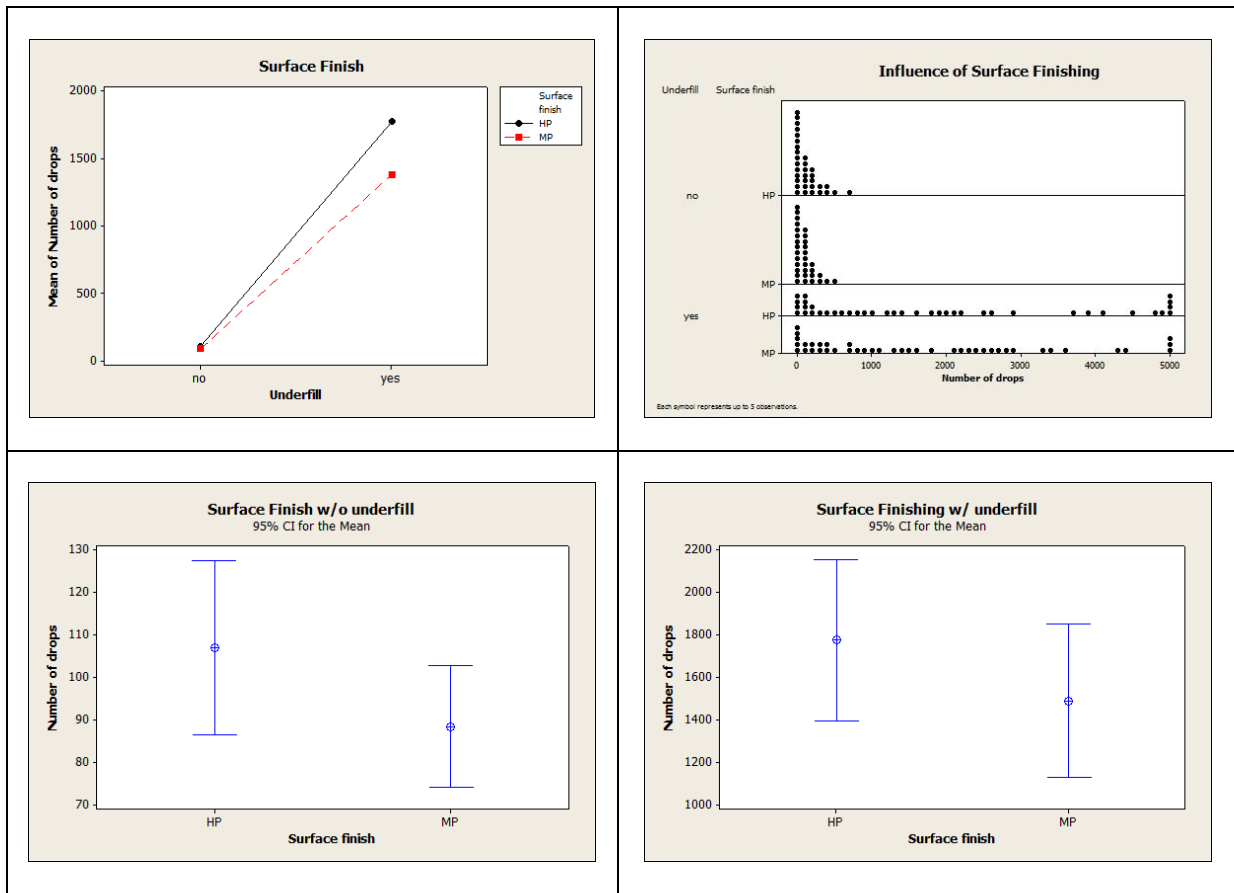 Surface Finish
2000
1500
1000
500
0
Mean of Number of drops
no yes
Underfill
Surface
finish
HP
MP
Influence of Surface Finishing
Underfill Surface finish
no HP
MP
yes HP
MP
0 1000 2000 3000 4000 5000
Number of drops
Each symbol represents up to 5 observations.
Surface Finish w/o underfill
95% CI for the Mean
130
120
110
100
90
80
70
Number of drops
HP MP
Surface finish
Surface Finishing w/ underfill
95% CI for the Mean
2200
2000
1800
1600
1400
1200
1000
Number of drops
HP MP
Surface finish